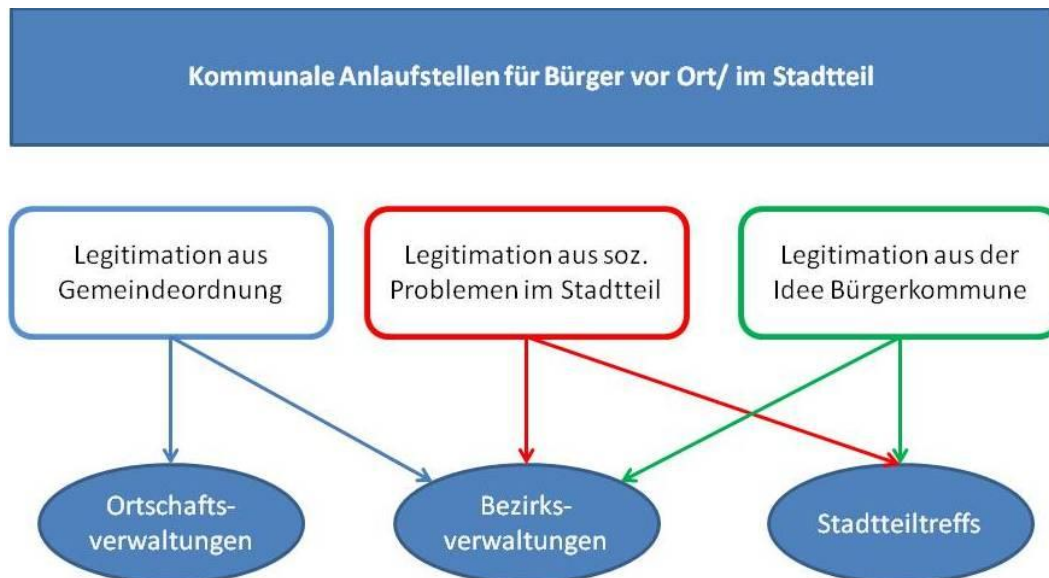 Kommunale Anlaufstellen für Bürger vor Ort/ im Stadtteil
Legitimation aus
Gemeindeordnung
Legitimation aus soz.
Problemen im Stadtteil
Legitimation aus der
Idee Bürgerkommune
Ortschafts-
verwaltungen
Bezirks-
verwaltungen
Stadtteiltreffs